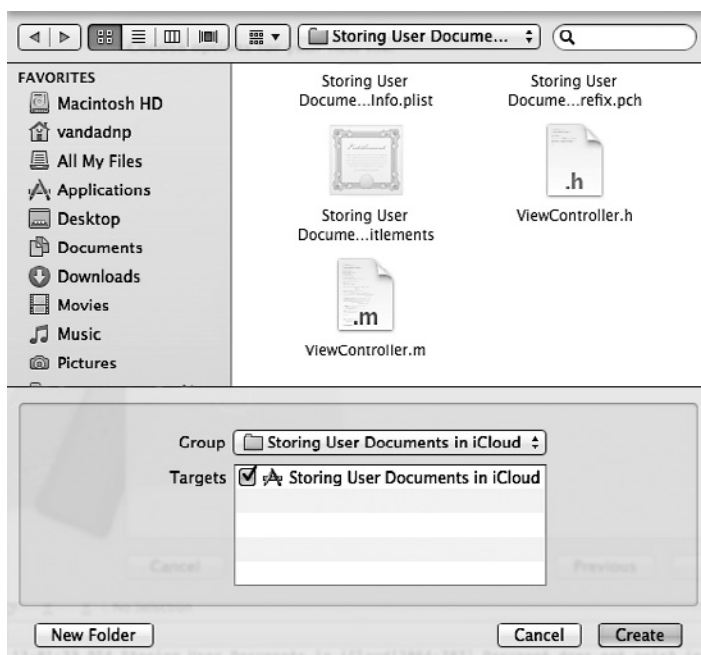 Storing User Docume...
FAVORITES
Macintosh HD
vandadnp
All My Files
Applications
Desktop
Documents
Downloads
Movies
Music
Pictures
Storing User
Docume...Info.plist
Storing User
Docume...refix.pch
Storing User
Docume...itlements
.h
ViewController.h
.m
ViewController.m
Group
Storing User Documents in iCloud
Targets
Storing User Documents in iCloud
Cancel
Previous
No Selection
New Folder
Cancel
Create